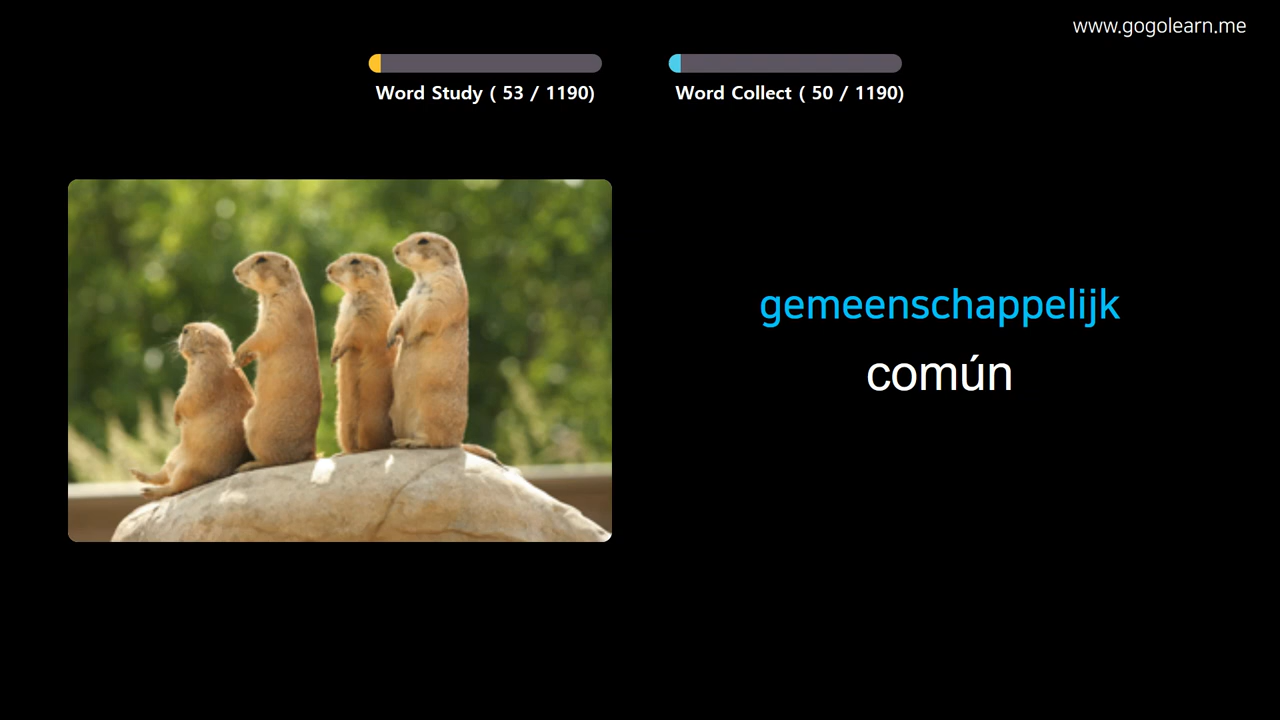 www.gogolearn.me
Word Study ( 53 / 1190)
Word Collect ( 50 / 1190)
gemeenschappelijk
común